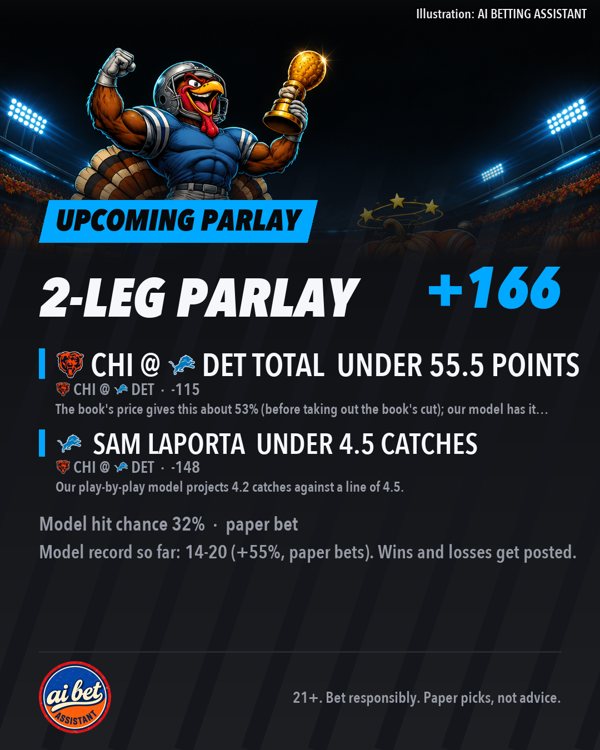 Illustration: AI BETTING ASSISTANT
UPCOMING PARLAY
2-LEG PARLAY
+166
CHI @ DET TOTAL UNDER 55.5 POINTS
CHI @ DET · -115
The book's price gives this about 53% (before taking out the book's cut); our model has it…
SAM LAPORTA UNDER 4.5 CATCHES
CHI @ DET · -148
Our play-by-play model projects 4.2 catches against a line of 4.5.
Model hit chance 32% · paper bet
Model record so far: 14-20 (+55%, paper bets). Wins and losses get posted.
ai bet
ASSISTANT
21+. Bet responsibly. Paper picks, not advice.